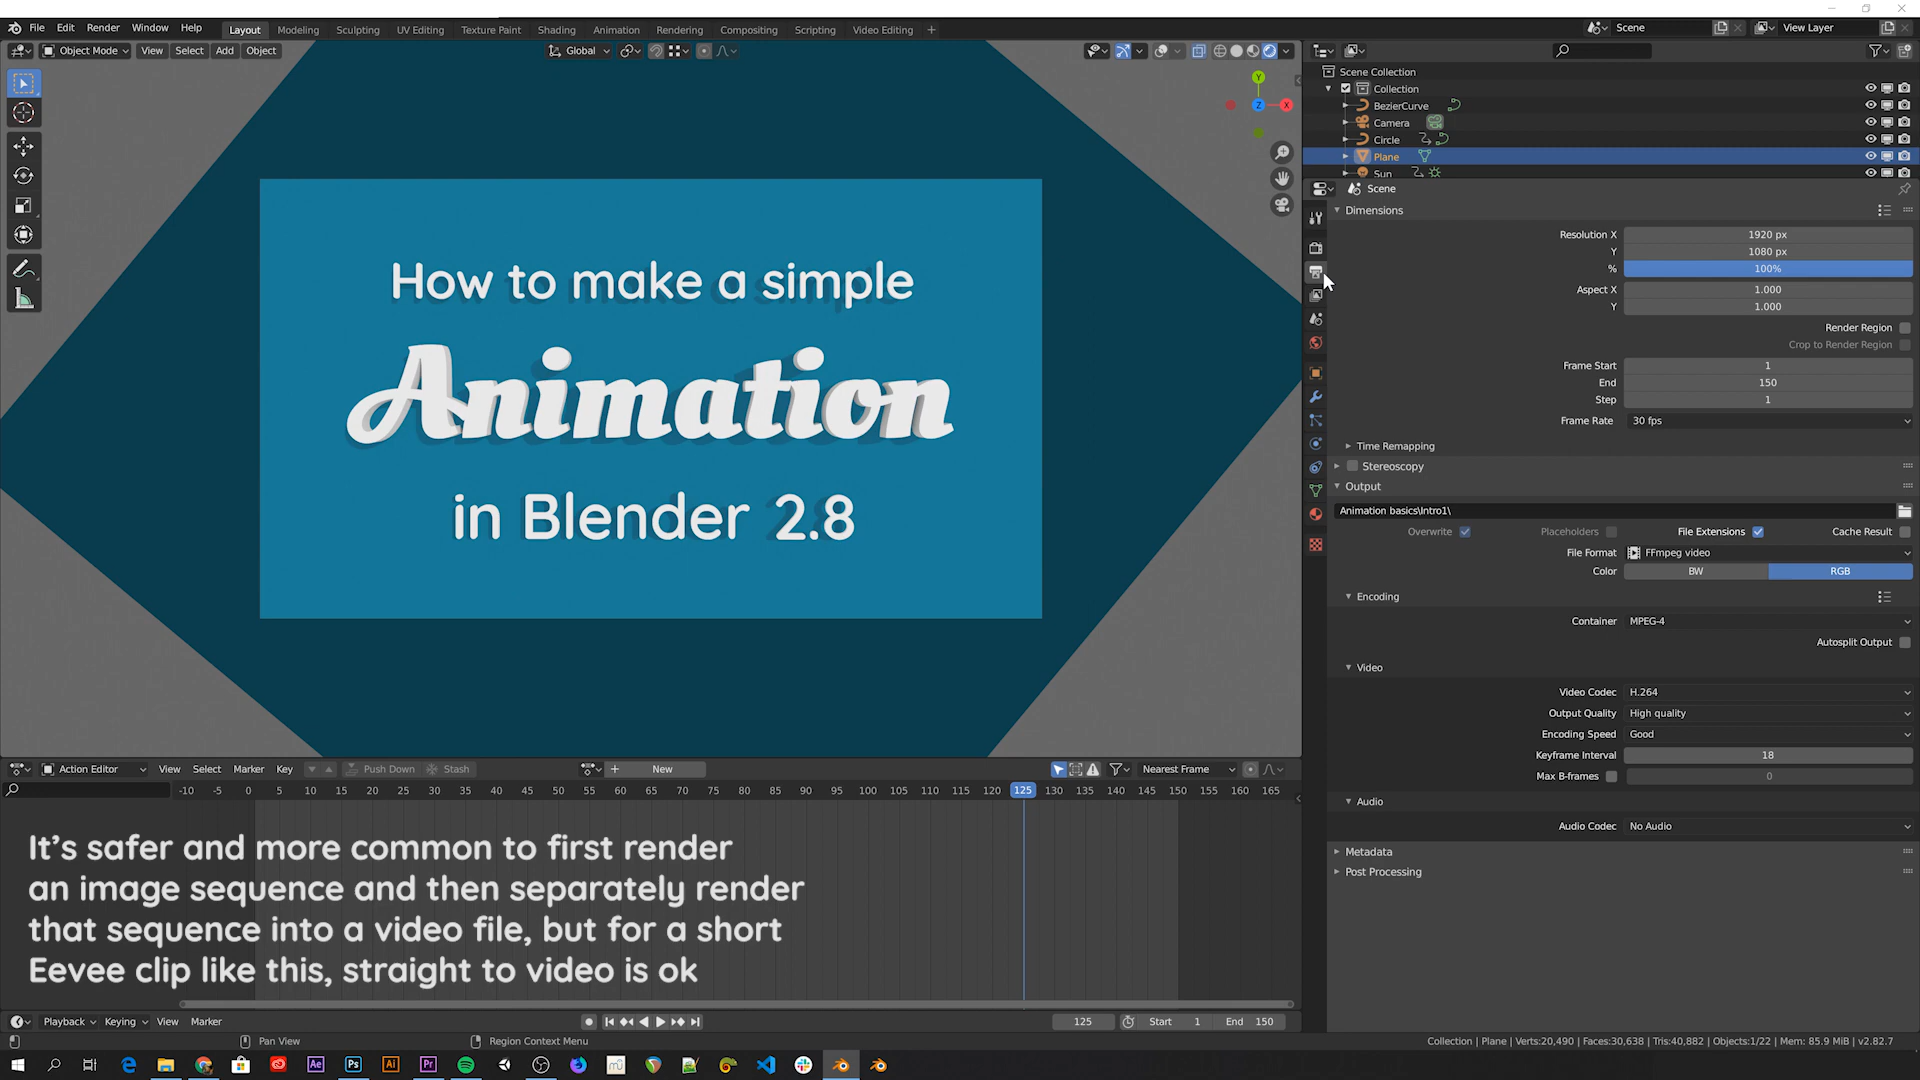 File Edit Render Window Help
Layout Modeling Sculpting UV Editing Texture Paint Shading Animation Rendering Compositing Scripting Video Editing +
Scene
View Layer
Object Mode View Select Add Object
Global
Y
Z
X
Scene Collection
Collection
BezierCurve
Camera
Circle
Plane
Sun
Scene
Dimensions
Resolution X 1920 px
Y 1080 px
% 100%
Aspect X 1.000
Y 1.000
Render Region
Crop to Render Region
Frame Start 1
End 150
Step 1
Frame Rate 30 fps
Time Remapping
Stereoscopy
Output
Animation basics\Intro1\
Overwrite Placeholders File Extensions Cache Result
File Format FFmpeg video
Color BW RGB
Encoding
Container MPEG-4
Autosplit Output
Video
Video Codec H.264
Output Quality High quality
Encoding Speed Good
Keyframe Interval 18
Max B-frames 0
Audio
Audio Codec No Audio
Metadata
Post Processing
How to make a simple
Animation
in Blender 2.8
Action Editor View Select Marker Key Push Down Stash + New Nearest Frame
-10 -5 0 5 10 15 20 25 30 35 40 45 50 55 60 65 70 75 80 85 90 95 100 105 110 115 120 125 130 135 140 145 150 155 160 165
It's safer and more common to first render
an image sequence and then separately render
that sequence into a video file, but for a short
Eevee clip like this, straight to video is ok
Playback Keying View Marker 125 Start 1 End 150
Pan View Region Context Menu
Collection | Plane | Verts:20,490 | Faces:30,638 | Tris:40,882 | Objects:1/22 | Mem: 85.9 MiB | v2.82.7
Ae Ps Ai Pr